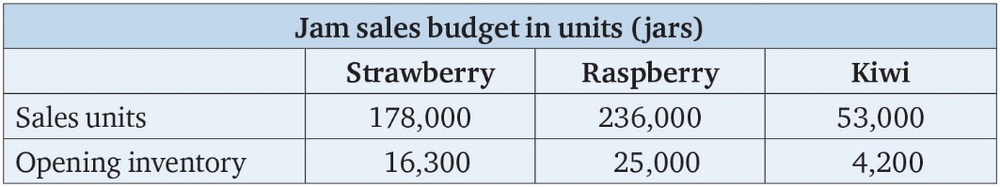 Jam sales budget in units (jars)
Strawberry Raspberry Kiwi
Sales units 178,000 236,000 53,000
Opening inventory 16,300 25,000 4,200